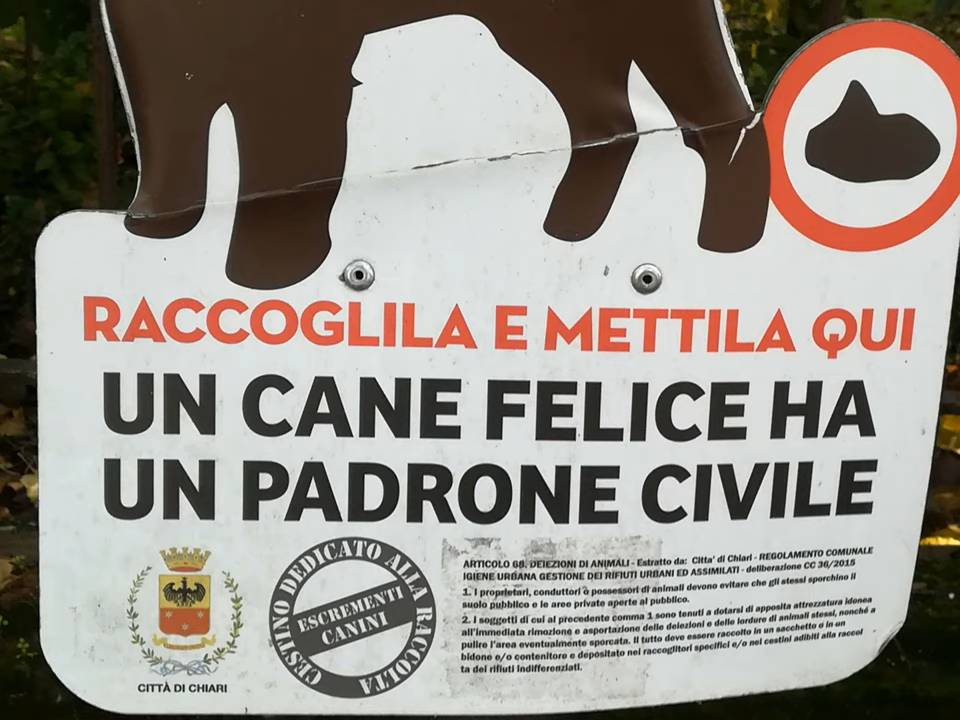 RACCOGLILA E METTILA QUI
UN CANE FELICE HA
UN PADRONE CIVILE
CITTÀ DI CHIARI
CESTINO DEDICATO ALLA RACCOLTA
ESCREMENTI
CANINI
ARTICOLO 68. DEIEZIONI DI ANIMALI - Estratto da: Citta' di Chiari - REGOLAMENTO COMUNALE
IGIENE URBANA GESTIONE DEI RIFIUTI URBANI ED ASSIMILATI - deliberazione CC 36/2015
1. i proprietari, conduttori o possessori di animali devono evitare che gli stessi sporchino il
suolo pubblico e le aree private aperte al pubblico.
2. I soggetti di cui al precedente comma 1 sono tenuti a dotarsi di apposita attrezzatura idonea
all'immediata rimozione e asportazione delle deiezioni e delle lordure di animali stessi, nonché a
pulire l'area eventualmente sporcata. Il tutto deve essere raccolto in un sacchetto e in un
bidone e/o contenitore e depositato nei raccoglitori specifici e/o nei cestini adibiti alla raccol
ta dei rifiuti indifferenziati.